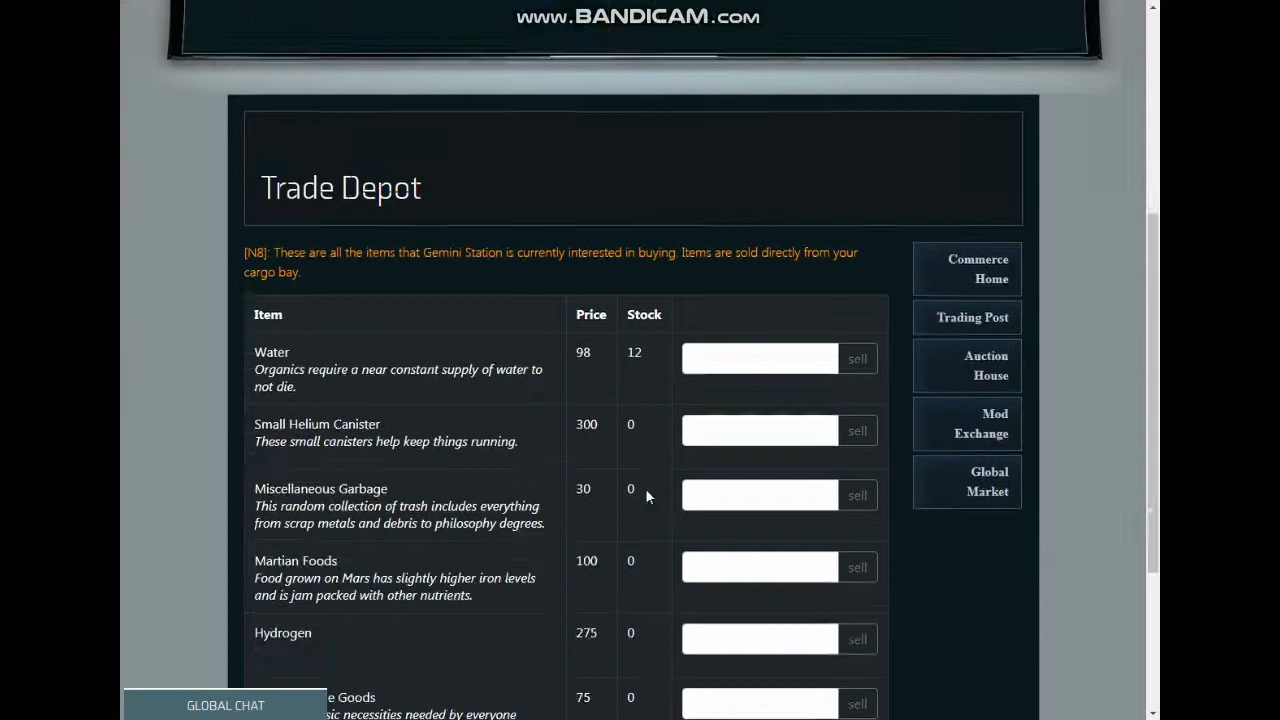 www.BANDICAM.com
Trade Depot
[N8]: These are all the items that Gemini Station is currently interested in buying. Items are sold directly from your
cargo bay.
Commerce
Home
Trading Post
Auction
House
Mod
Exchange
Global
Market
Item Price Stock
Water 98 12 sell
Organics require a near constant supply of water to
not die.
Small Helium Canister 300 0 sell
These small canisters help keep things running.
Miscellaneous Garbage 30 0 sell
This random collection of trash includes everything
from scrap metals and debris to philosophy degrees.
Martian Foods 100 0 sell
Food grown on Mars has slightly higher iron levels
and is jam packed with other nutrients.
Hydrogen 275 0 sell
Goods 75 0 sell
necessities needed by everyone
GLOBAL CHAT